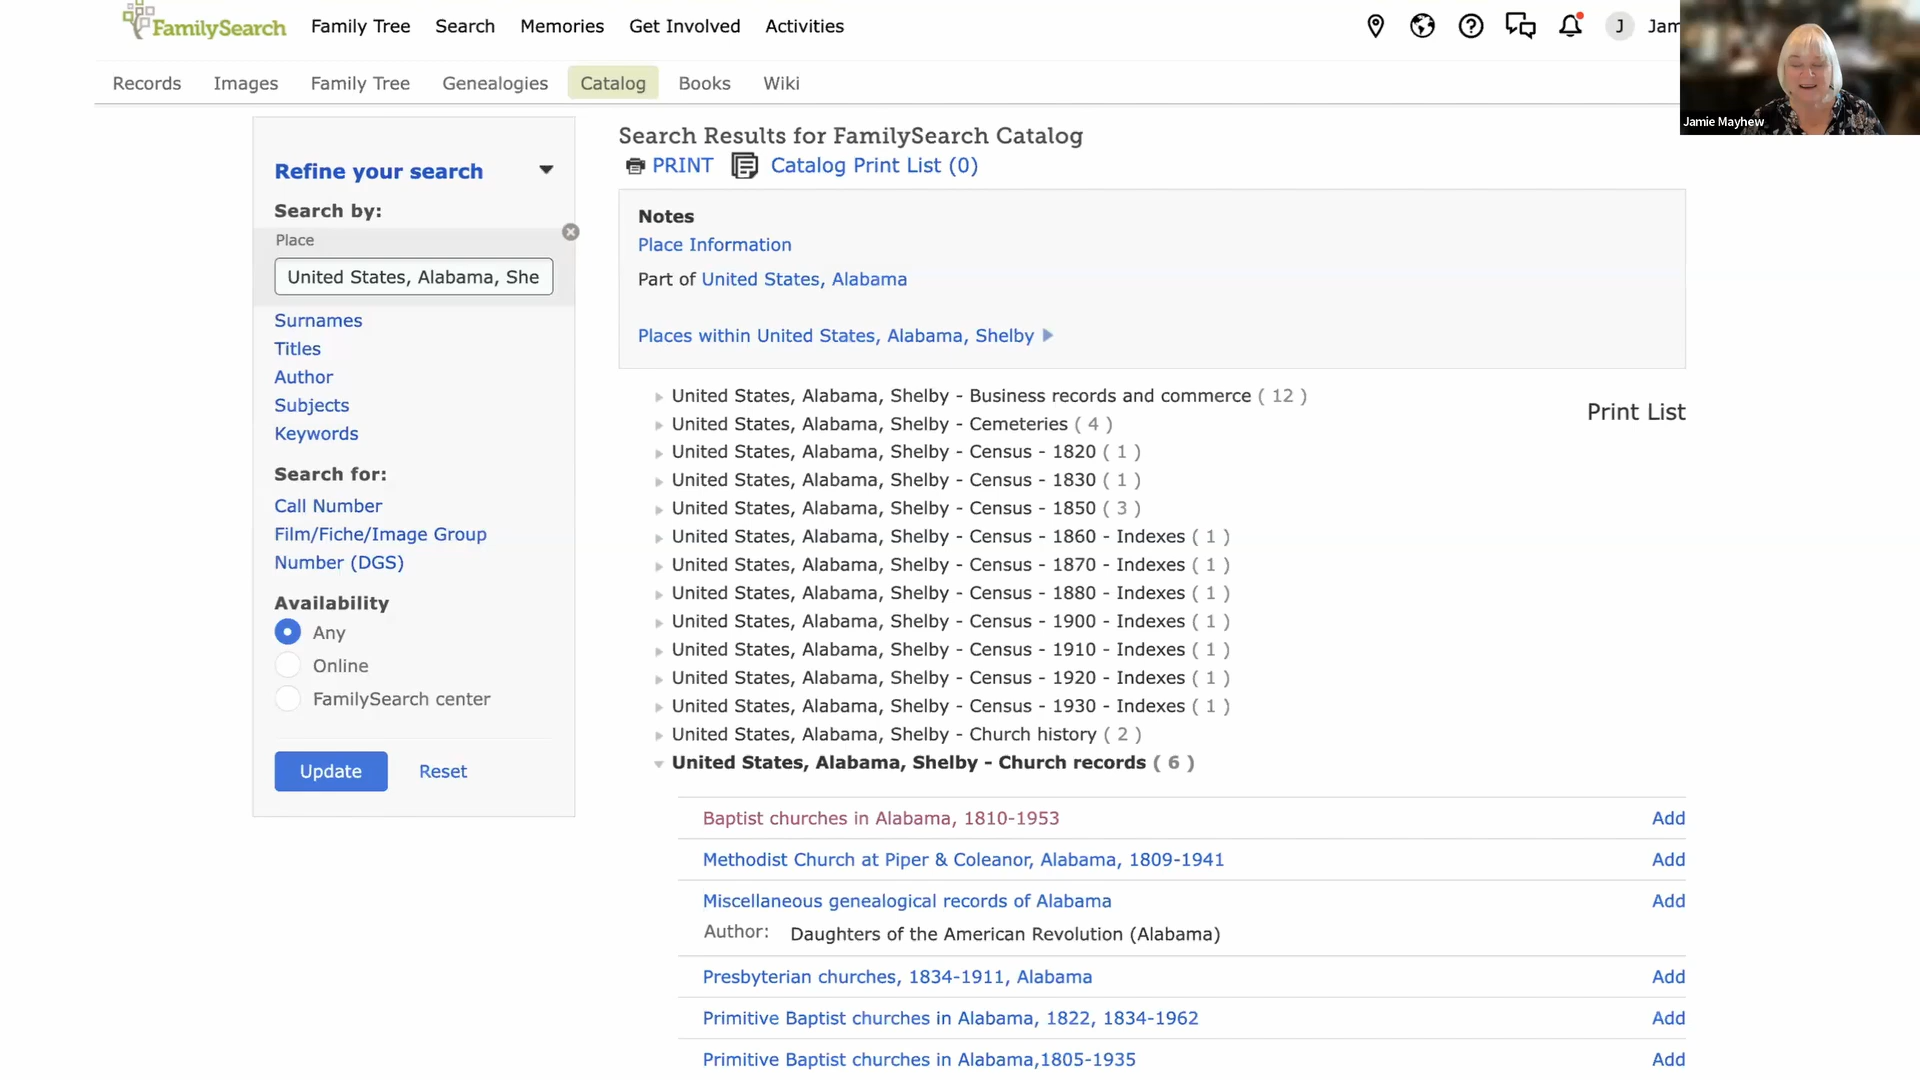 FamilySearch
Family Tree
Search
Memories
Get Involved
Activities
J
Jam
Jamie Mayhew
Records
Images
Family Tree
Genealogies
Catalog
Books
Wiki
Refine your search
Search by:
Place
United States, Alabama, She
Surnames
Titles
Author
Subjects
Keywords
Search for:
Call Number
Film/Fiche/Image Group
Number (DGS)
Availability
Any
Online
FamilySearch center
Update
Reset
Search Results for FamilySearch Catalog
PRINT
Catalog Print List (0)
Notes
Place Information
Part of United States, Alabama
Places within United States, Alabama, Shelby
Print List
United States, Alabama, Shelby - Business records and commerce ( 12 )
United States, Alabama, Shelby - Cemeteries ( 4 )
United States, Alabama, Shelby - Census - 1820 ( 1 )
United States, Alabama, Shelby - Census - 1830 ( 1 )
United States, Alabama, Shelby - Census - 1850 ( 3 )
United States, Alabama, Shelby - Census - 1860 - Indexes ( 1 )
United States, Alabama, Shelby - Census - 1870 - Indexes ( 1 )
United States, Alabama, Shelby - Census - 1880 - Indexes ( 1 )
United States, Alabama, Shelby - Census - 1900 - Indexes ( 1 )
United States, Alabama, Shelby - Census - 1910 - Indexes ( 1 )
United States, Alabama, Shelby - Census - 1920 - Indexes ( 1 )
United States, Alabama, Shelby - Census - 1930 - Indexes ( 1 )
United States, Alabama, Shelby - Church history ( 2 )
United States, Alabama, Shelby - Church records ( 6 )
Baptist churches in Alabama, 1810-1953 Add
Methodist Church at Piper & Coleanor, Alabama, 1809-1941 Add
Miscellaneous genealogical records of Alabama Add
Author: Daughters of the American Revolution (Alabama)
Presbyterian churches, 1834-1911, Alabama Add
Primitive Baptist churches in Alabama, 1822, 1834-1962 Add
Primitive Baptist churches in Alabama,1805-1935 Add